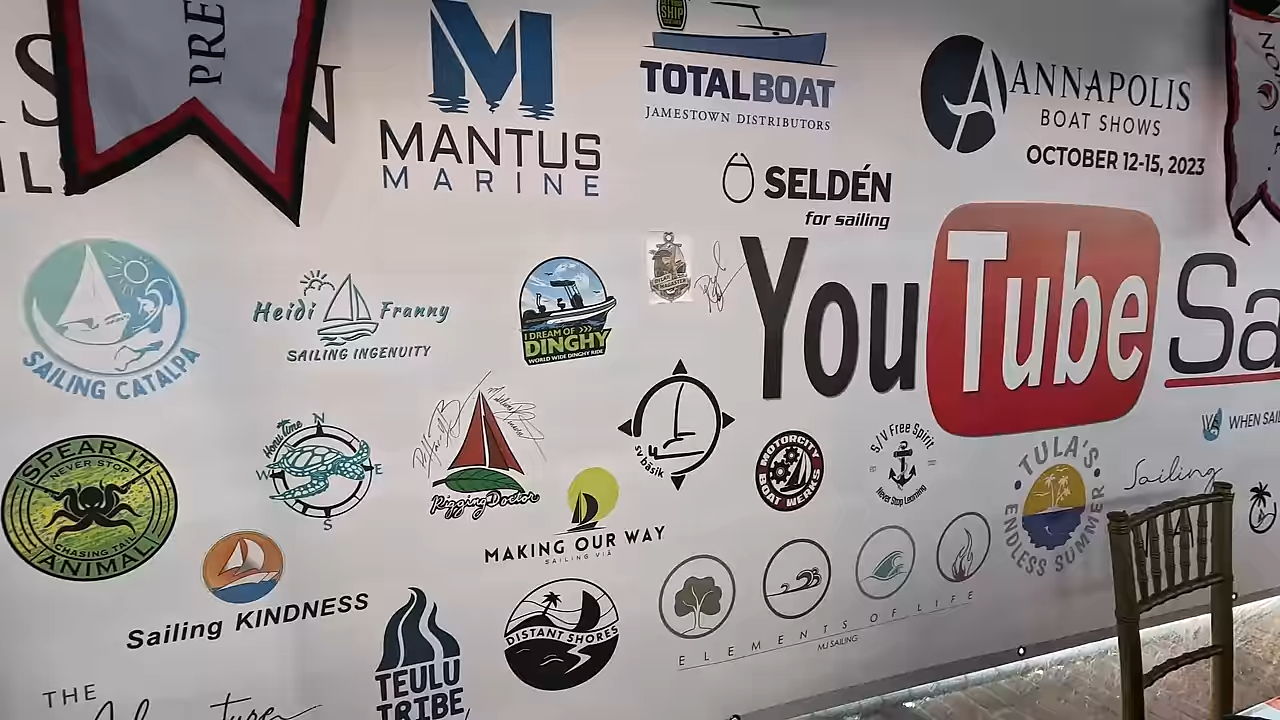 PRE
MANTUS
MARINE
TOTALBOAT
JAMESTOWN DISTRIBUTORS
ANNAPOLIS
BOAT SHOWS
OCTOBER 12-15, 2023
SELDÉN
for sailing
YouTube Sa
SAILING CATALPA
Heidi Franny
SAILING INGENUITY
I DREAM OF >>>
DINGHY
WORLD WIDE DINGHY RIDE
SPEAR IT
NEVER STOP
CHASING TAIL
ANIMAL
N
W E
S
Rigging Doctor
sv basik
MOTORCITY
BOAT WERKS
S/V Free Spirit
Never Stop Learning
TULA'S
ENDLESS SUMMER
WHEN SAIL
Sailing
MAKING OUR WAY
SAILING VIA
Sailing KINDNESS
TEULU
TRIBE
DISTANT SHORES
ELEMENTS OF LIFE
MJ SAILING
THE